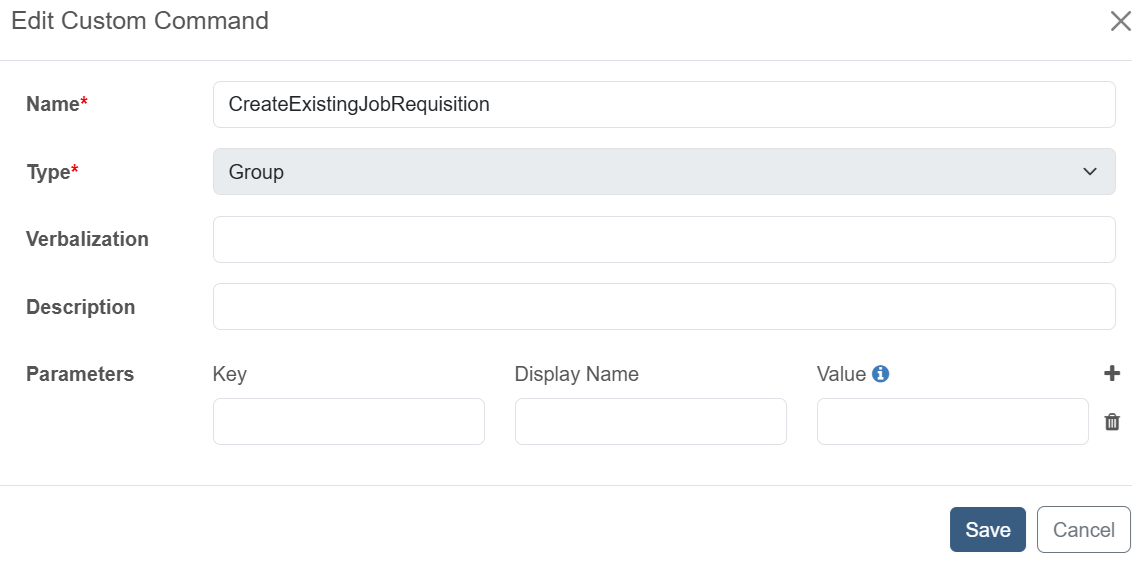 Edit Custom Command
Name*
CreateExistingJobRequisition
Type*
Group
Verbalization
Description
Parameters Key Display Name Value
Save Cancel